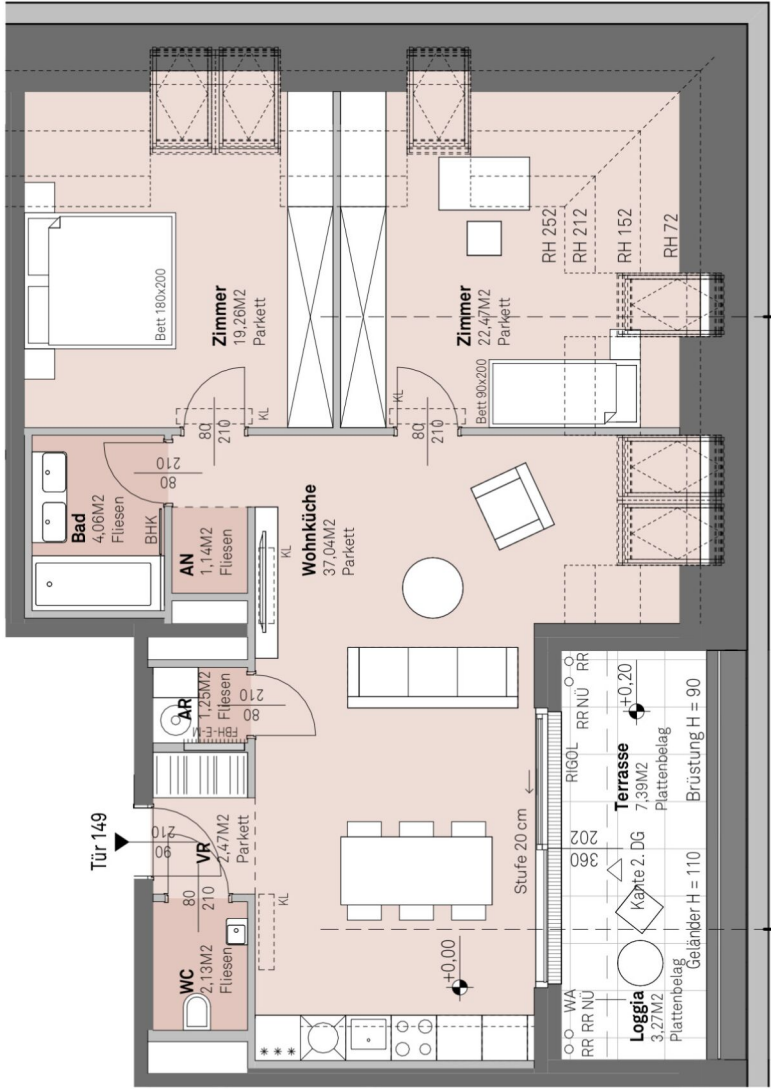 Tür 149
Bett 180x200
Zimmer
19,26M2
Parkett
80
210
KL
Zimmer
22,47M2
Parkett
Bett 90x200
RH 252
RH 212
RH 152
RH 72
80
210
KL
Bad
4,06M2
Fliesen
BHK
80
210
AN
1,14M2
Fliesen
Wohnküche
37,04M2
Parkett
KL
AR
1,25M2
Fliesen
FBH-E-M
80
210
VR
2,47M2
Parkett
90
210
80
210
KL
WC
2,13M2
Fliesen
+0,00
Stufe 20 cm
RIGOL
360
202
Terrasse
7,39M2
Plattenbelag
+0,20
RR NÜ
RR
Brüstung H = 90
Kante 2. DG
Geländer H = 110
WA
RR RR NÜ
Loggia
3,27M2
Plattenbelag